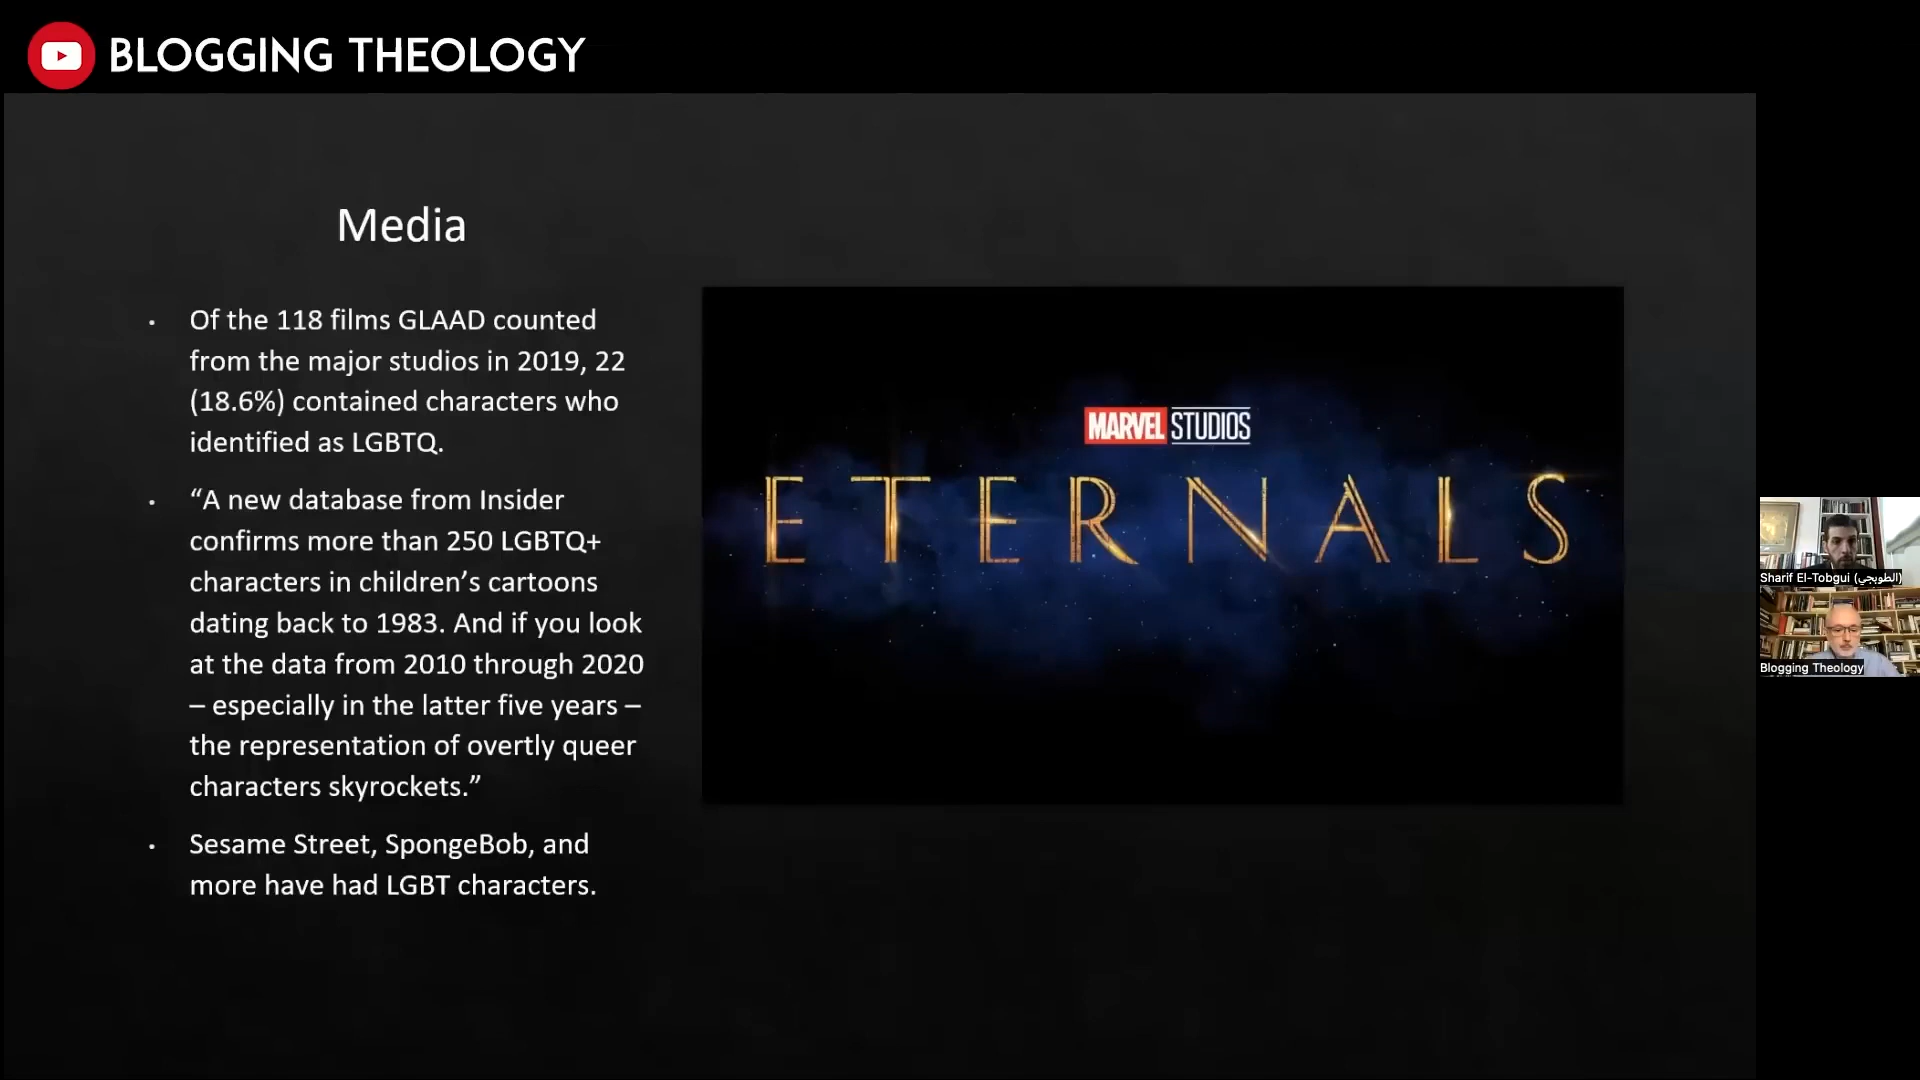 BLOGGING THEOLOGY
Media
• Of the 118 films GLAAD counted
from the major studios in 2019, 22
(18.6%) contained characters who
identified as LGBTQ.
• “A new database from Insider
confirms more than 250 LGBTQ+
characters in children’s cartoons
dating back to 1983. And if you look
at the data from 2010 through 2020
– especially in the latter five years –
the representation of overtly queer
characters skyrockets.”
• Sesame Street, SpongeBob, and
more have had LGBT characters.
MARVEL STUDIOS
ETERNALS
Sharif El-Tobgui (الطوبجي)
Blogging Theology